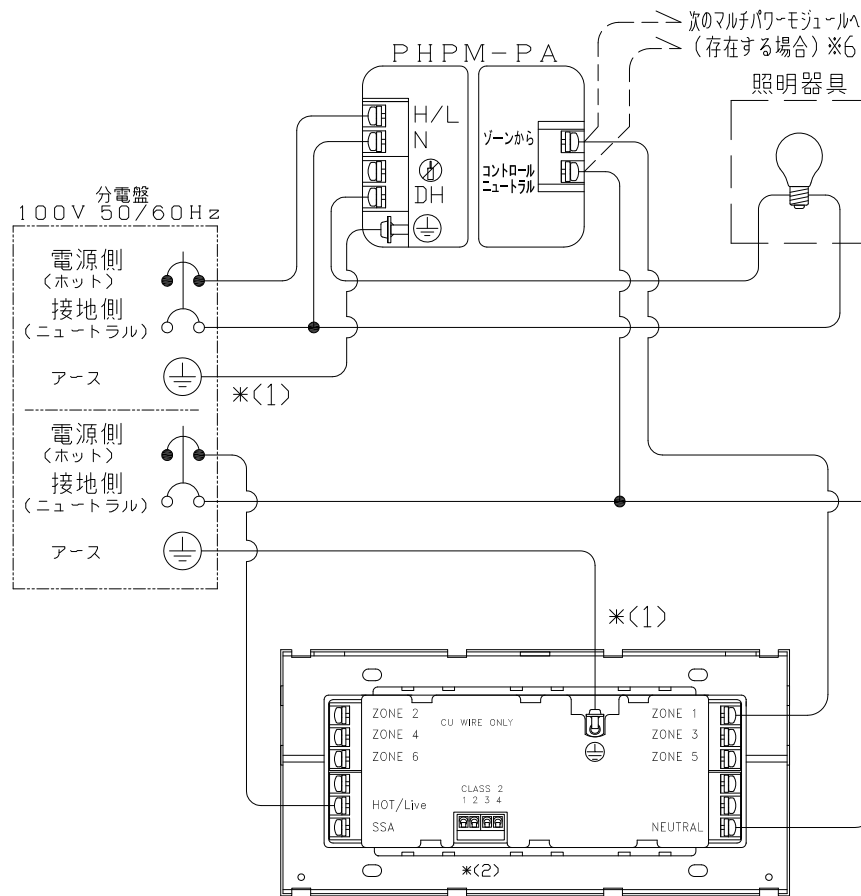 次のマルチパワーモジュールへ
(存在する場合) ※6
PHPM-PA
照明器具
H/L
N
DH
ゾーンから
コントロール
ニュートラル
分電盤
100V 50/60Hz
電源側
(ホット)
接地側
(ニュートラル)
アース
*(1)
電源側
(ホット)
接地側
(ニュートラル)
アース
*(1)
ZONE 2
ZONE 4
ZONE 6
CU WIRE ONLY
ZONE 1
ZONE 3
ZONE 5
HOT/Live
SSA
CLASS 2
1 2 3 4
NEUTRAL
*(2)